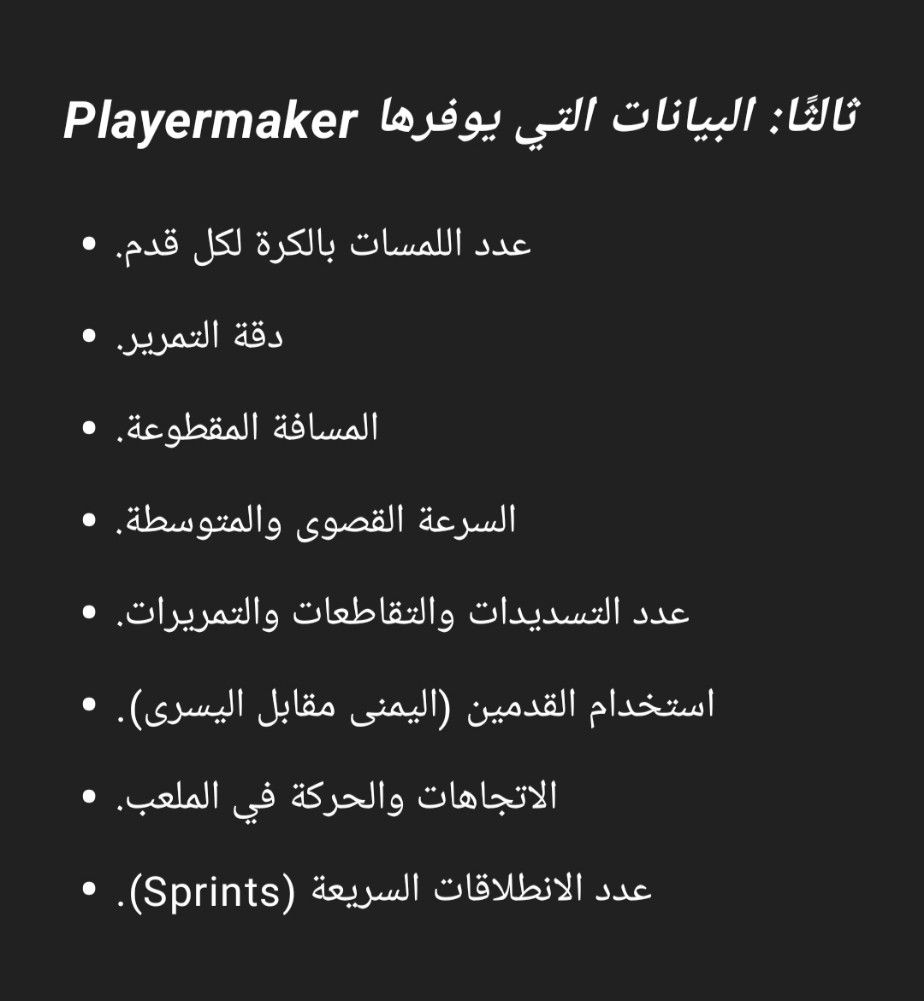 ثالثًا: البيانات التي يوفرها Playermaker
• عدد اللمسات بالكرة لكل قدم.
• دقة التمرير.
• المسافة المقطوعة.
• السرعة القصوى والمتوسطة.
• عدد التسديدات والتقاطعات والتمريرات.
• استخدام القدمين (اليمنى مقابل اليسرى).
• الاتجاهات والحركة في الملعب.
• عدد الانطلاقات السريعة (Sprints).